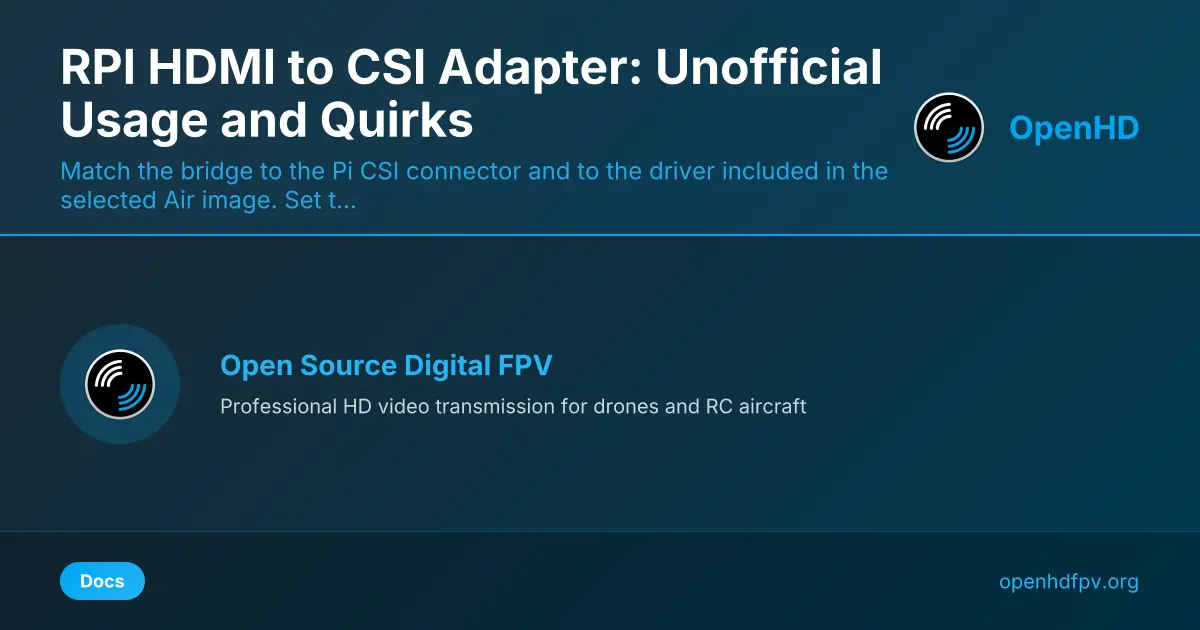 RPI HDMI to CSI Adapter: Unofficial
Usage and Quirks
Match the bridge to the Pi CSI connector and to the driver included in the
selected Air image. Set t...
OpenHD
Open Source Digital FPV
Professional HD video transmission for drones and RC aircraft
Docs
openhdfpv.org